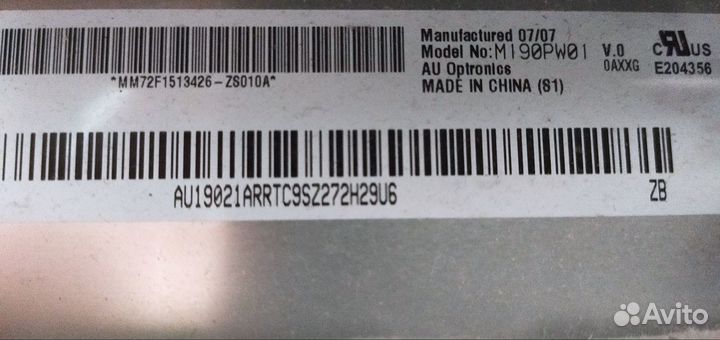 Manufactured 07/07
Model No:M190PW01 V.0
AU Optronics 0AXXG
MADE IN CHINA (S1)
C US
E204356
*MM72F1513426-ZS010A*
AU19021ARRTC9SZ272H29U6 ZB
Avito